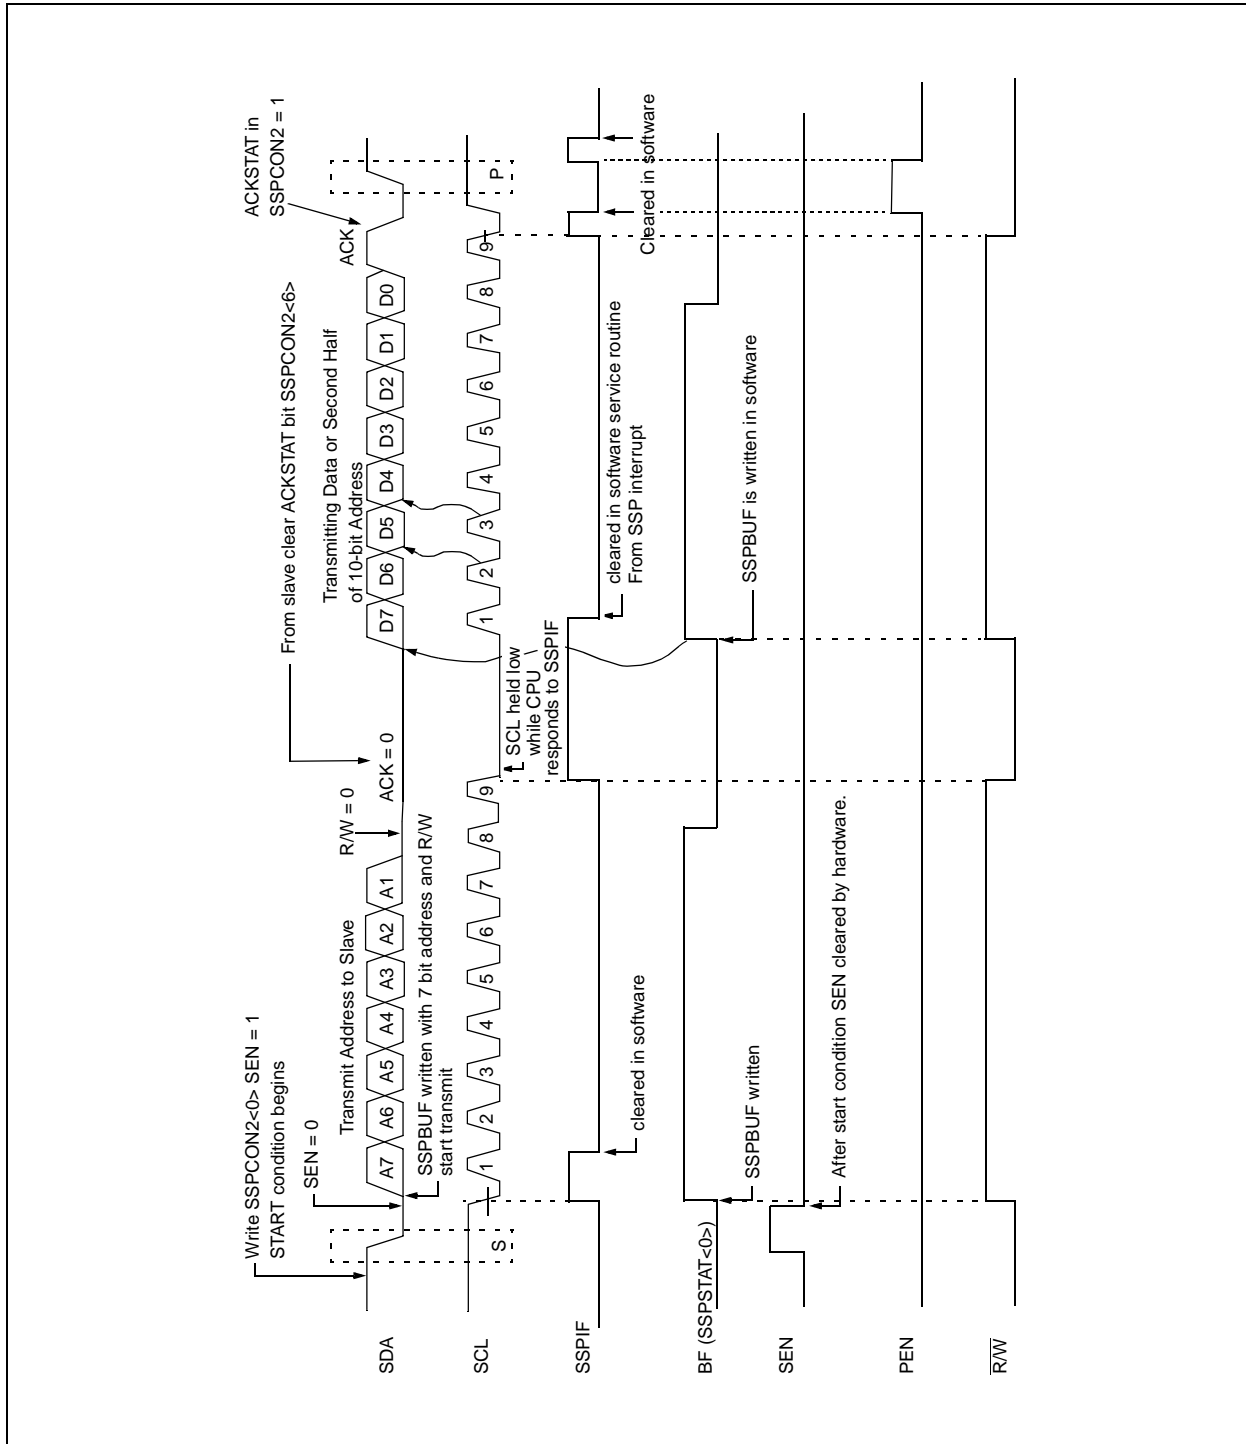 Write SSPCON2<0> SEN = 1
START condition begins
SEN = 0
Transmit Address to Slave
R/W = 0
From slave clear ACKSTAT bit SSPCON2<6>
ACK = 0
Transmitting Data or Second Half
of 10-bit Address
ACKSTAT in
SSPCON2 = 1
ACK
SDA
A7 A6 A5 A4 A3 A2 A1
D7 D6 D5 D4 D3 D2 D1 D0
SSPBUF written with 7 bit address and R/W
start transmit
SCL
S
1 2 3 4 5 6 7 8 9
1 2 3 4 5 6 7 8 9
P
SCL held low
while CPU
responds to SSPIF
SSPIF
cleared in software
cleared in software service routine
From SSP interrupt
Cleared in software
Cleared in software
BF (SSPSTAT<0>)
SSPBUF written
SSPBUF is written in software
SEN
After start condition SEN cleared by hardware.
PEN
R/W